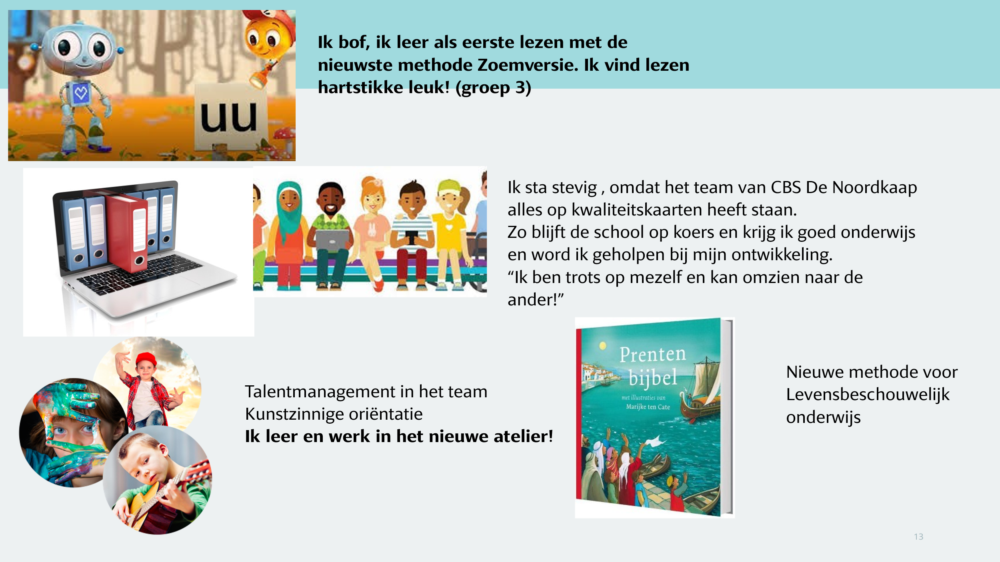 Ik bof, ik leer als eerste lezen met de
nieuwste methode Zoemversie. Ik vind lezen
hartstikke leuk! (groep 3)
uu
Ik sta stevig , omdat het team van CBS De Noordkaap
alles op kwaliteitskaarten heeft staan.
Zo blijft de school op koers en krijg ik goed onderwijs
en word ik geholpen bij mijn ontwikkeling.
“Ik ben trots op mezelf en kan omzien naar de
ander!”
Talentmanagement in het team
Kunstzinnige oriëntatie
Ik leer en werk in het nieuwe atelier!
Prenten
bijbel
met illustraties van
Marijke ten Cate
Nieuwe methode voor
Levensbeschouwelijk
onderwijs
13